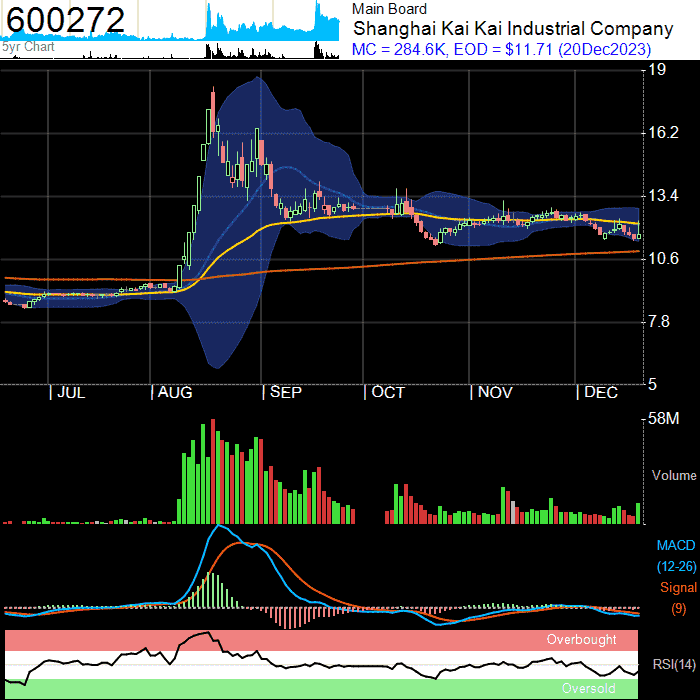 600272
5yr Chart
Main Board
Shanghai Kai Kai Industrial Company
MC = 284.6K, EOD = $11.71 (20Dec2023)
19
16.2
13.4
10.6
7.8
5
JUL
AUG
SEP
OCT
NOV
DEC
58M
Volume
MACD
(12-26)
Signal
(9)
Overbought
RSI(14)
Oversold